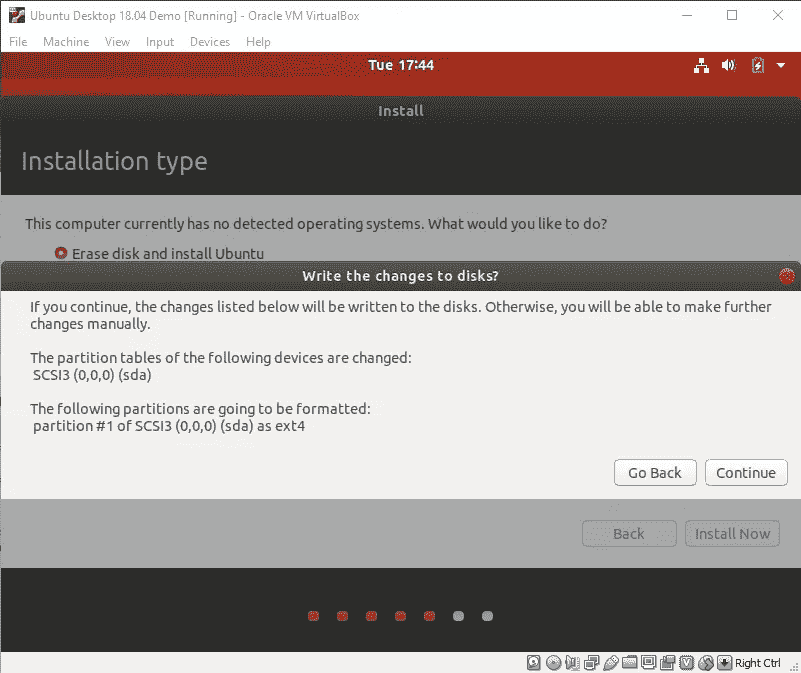 Ubuntu Desktop 18.04 Demo [Running] - Oracle VM VirtualBox
File Machine View Input Devices Help
Tue 17:44
Install
Installation type
This computer currently has no detected operating systems. What would you like to do?
Erase disk and install Ubuntu
Write the changes to disks?
If you continue, the changes listed below will be written to the disks. Otherwise, you will be able to make further
changes manually.
The partition tables of the following devices are changed:
SCSI3 (0,0,0) (sda)
The following partitions are going to be formatted:
partition #1 of SCSI3 (0,0,0) (sda) as ext4
Go Back Continue
Back Install Now
Right Ctrl